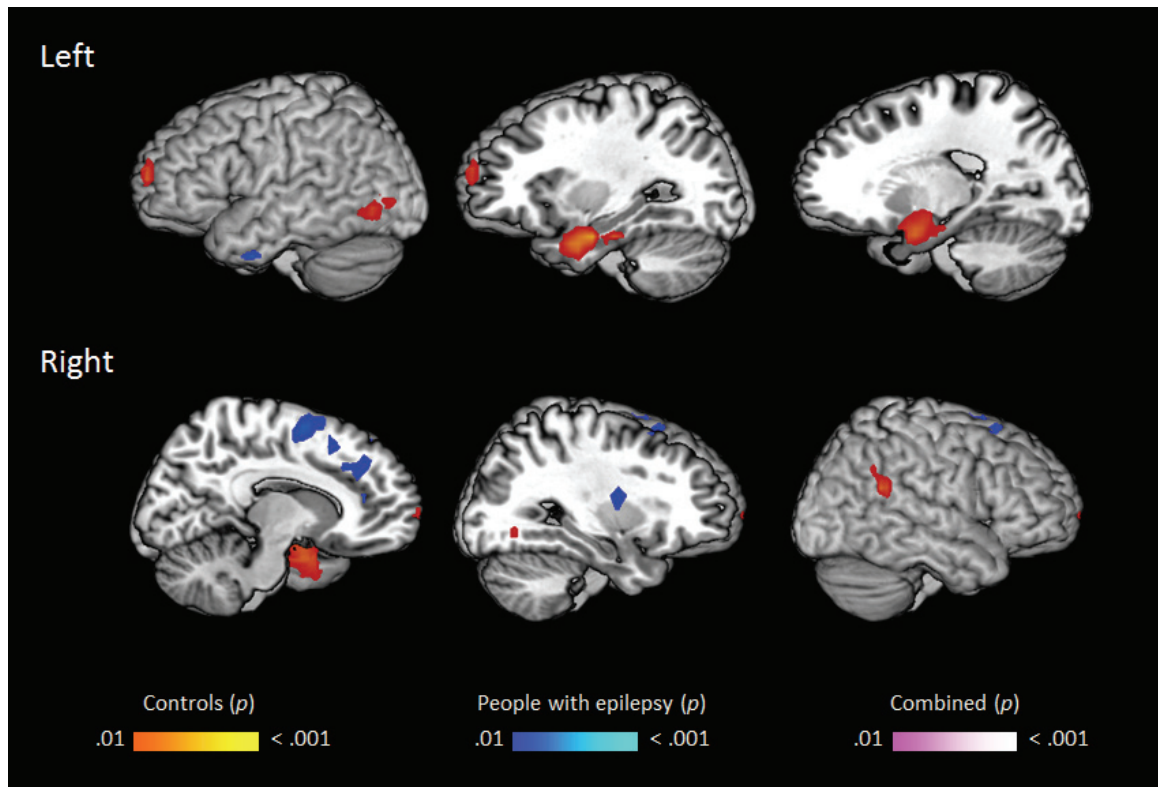 Left
Right
Controls (p)
People with epilepsy (p)
Combined (p)
.01 < .001
.01 < .001
.01 < .001